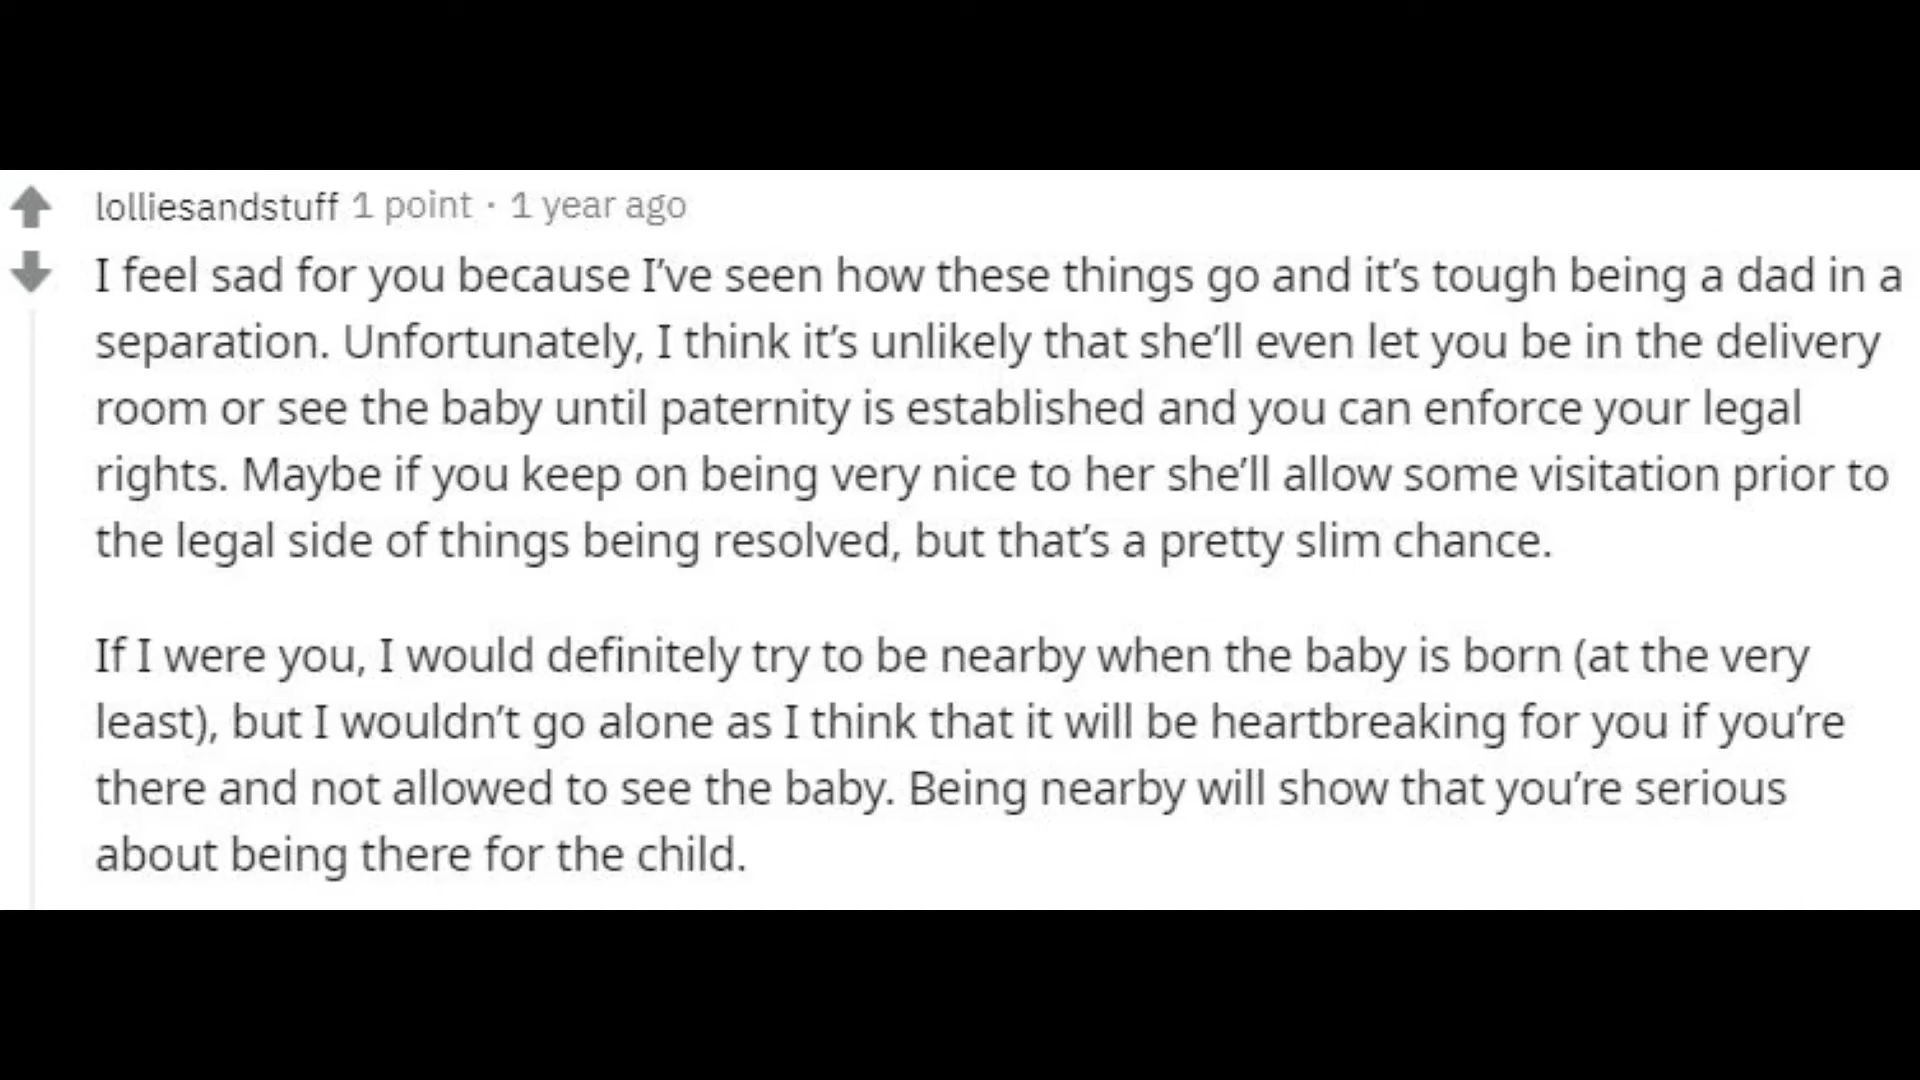 lolliesandstuff 1 point · 1 year ago
I feel sad for you because I've seen how these things go and it's tough being a dad in a
separation. Unfortunately, I think it's unlikely that she'll even let you be in the delivery
room or see the baby until paternity is established and you can enforce your legal
rights. Maybe if you keep on being very nice to her she'll allow some visitation prior to
the legal side of things being resolved, but that's a pretty slim chance.
If I were you, I would definitely try to be nearby when the baby is born (at the very
least), but I wouldn't go alone as I think that it will be heartbreaking for you if you're
there and not allowed to see the baby. Being nearby will show that you're serious
about being there for the child.